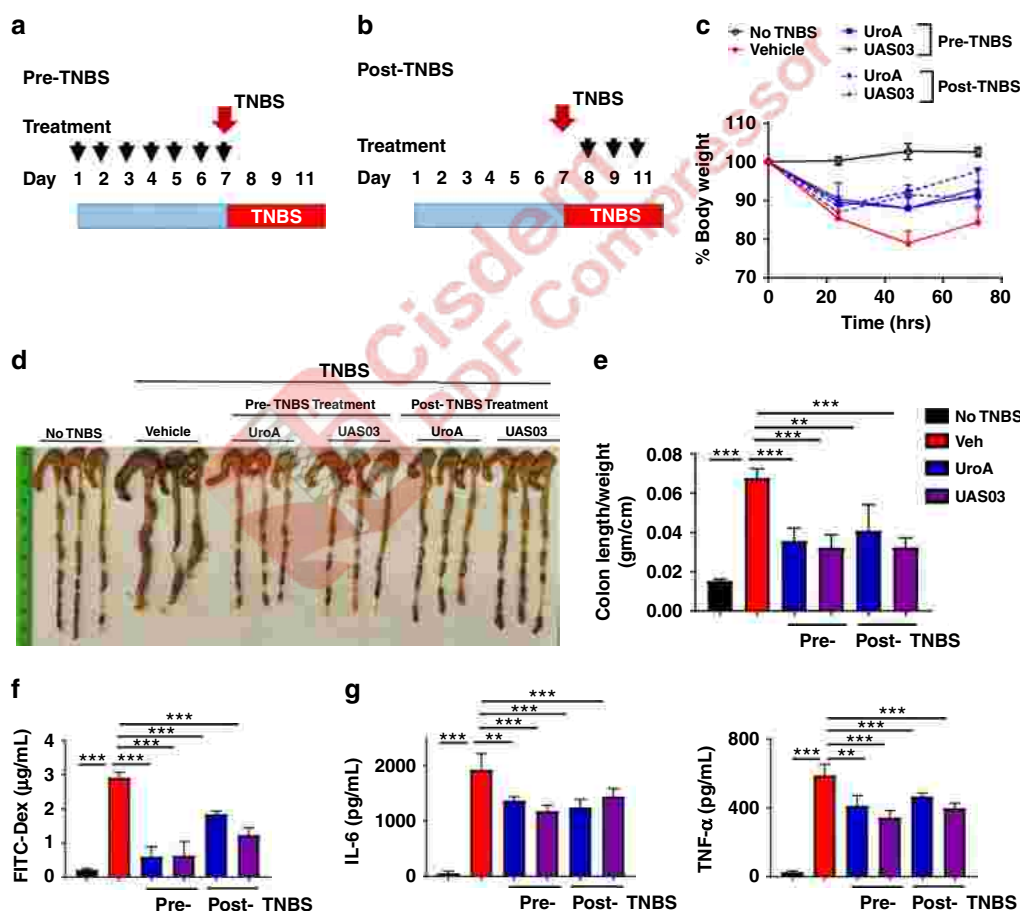 a
Pre-TNBS
TNBS
Treatment
Day 1 2 3 4 5 6 7 8 9 11
TNBS
b
Post-TNBS
TNBS
Treatment
Day 1 2 3 4 5 6 7 8 9 11
TNBS
c
No TNBS
Vehicle
UroA
UAS03
Pre-TNBS
UroA
UAS03
Post-TNBS
% Body weight
110
100
90
80
70
0 20 40 60 80
Time (hrs)
Cisdem
PDF Compressor
d
TNBS
Pre- TNBS Treatment Post- TNBS Treatment
No TNBS Vehicle UroA UAS03 UroA UAS03
e
Colon length/weight
(gm/cm)
0.08
0.06
0.04
0.02
0.00
***
**
***
*** ***
Pre- Post- TNBS
No TNBS
Veh
UroA
UAS03
f
FITC-Dex (μg/mL)
4
3
2
1
0
***
***
***
*** ***
Pre- Post- TNBS
g
IL-6 (pg/mL)
2000
1000
0
***
***
***
*** **
Pre- Post- TNBS
TNF-α (pg/mL)
800
400
0
***
***
***
*** **
Pre- Post- TNBS